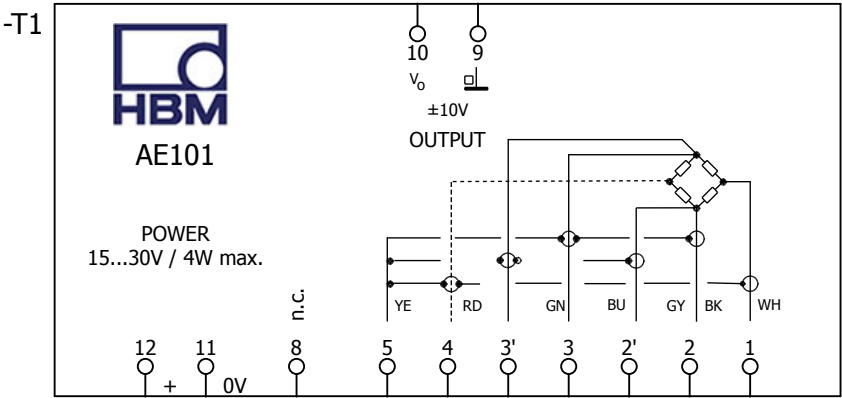 -T1
10 9
Vo
±10V
OUTPUT
HBM
AE101
POWER
15...30V / 4W max.
n.c.
YE RD GN BU GY BK WH
12 11 8 5 4 3' 3 2' 2 1
+ 0V